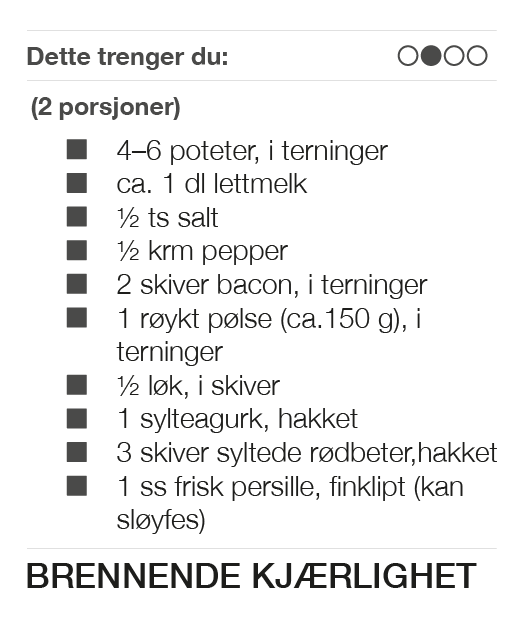 Dette trenger du:
(2 porsjoner)
4–6 poteter, i terninger
ca. 1 dl lettmelk
½ ts salt
½ krm pepper
2 skiver bacon, i terninger
1 røykt pølse (ca.150 g), i
terninger
½ løk, i skiver
1 sylteagurk, hakket
3 skiver syltede rødbeter,hakket
1 ss frisk persille, finklipt (kan
sløyfes)
BRENNENDE KJÆRLIGHET